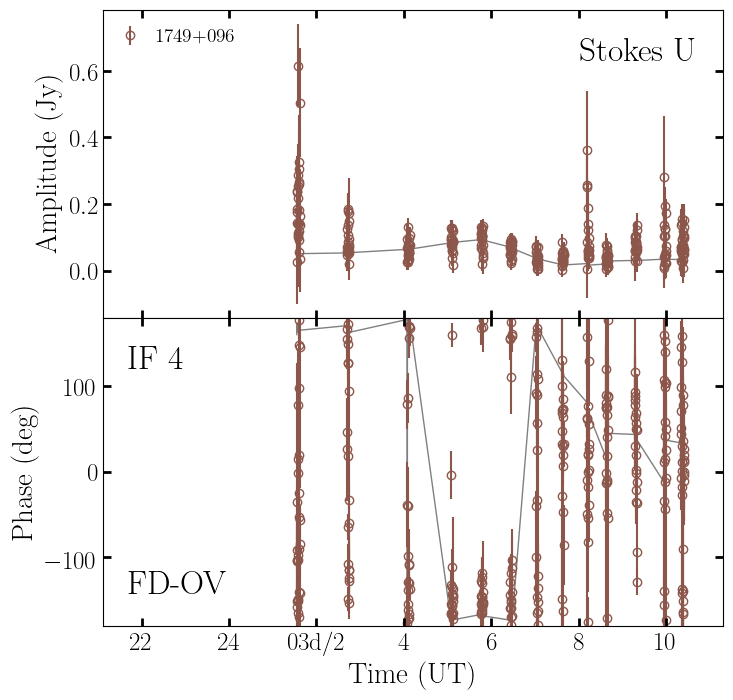 1749+096
Stokes U
Amplitude (Jy)
0.6
0.4
0.2
0.0
IF 4
Phase (deg)
100
0
−100
FD-OV
22 24 03d/2 4 6 8 10
Time (UT)